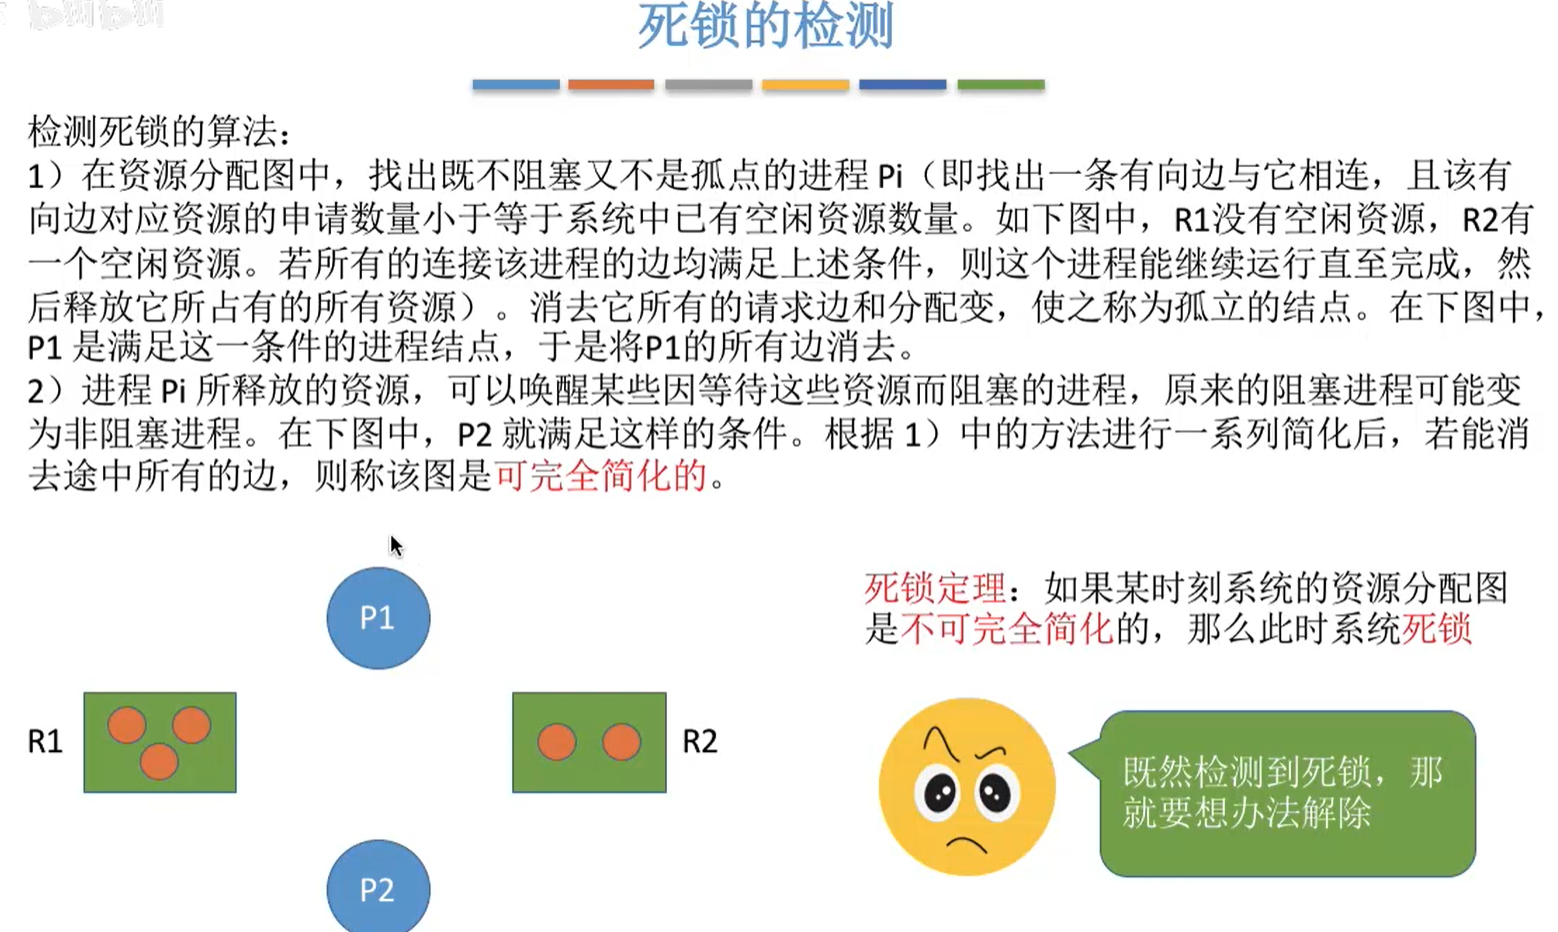 死锁的检测
检测死锁的算法：
1）在资源分配图中，找出既不阻塞又不是孤点的进程 Pi（即找出一条有向边与它相连，且该有
向边对应资源的申请数量小于等于系统中已有空闲资源数量。如下图中，R1没有空闲资源，R2有
一个空闲资源。若所有的连接该进程的边均满足上述条件，则这个进程能继续运行直至完成，然
后释放它所占有的所有资源）。消去它所有的请求边和分配变，使之称为孤立的结点。在下图中，
P1 是满足这一条件的进程结点，于是将P1的所有边消去。
2）进程 Pi 所释放的资源，可以唤醒某些因等待这些资源而阻塞的进程，原来的阻塞进程可能变
为非阻塞进程。在下图中，P2 就满足这样的条件。根据 1）中的方法进行一系列简化后，若能消
去途中所有的边，则称该图是可完全简化的。
P1
R1
R2
P2
死锁定理：如果某时刻系统的资源分配图
是不可完全简化的，那么此时系统死锁
既然检测到死锁，那
就要想办法解除